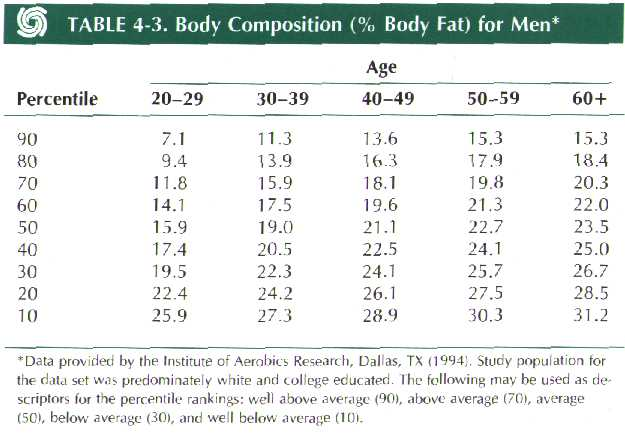 TABLE 4-3. Body Composition (% Body Fat) for Men*
Age
Percentile 20–29 30–39 40–49 50–59 60+
90 7.1 11.3 13.6 15.3 15.3
80 9.4 13.9 16.3 17.9 18.4
70 11.8 15.9 18.1 19.8 20.3
60 14.1 17.5 19.6 21.3 22.0
50 15.9 19.0 21.1 22.7 23.5
40 17.4 20.5 22.5 24.1 25.0
30 19.5 22.3 24.1 25.7 26.7
20 22.4 24.2 26.1 27.5 28.5
10 25.9 27.3 28.9 30.3 31.2
*Data provided by the Institute of Aerobics Research, Dallas, TX (1994). Study population for
the data set was predominately white and college educated. The following may be used as de-
scriptors for the percentile rankings: well above average (90), above average (70), average
(50), below average (30), and well below average (10).